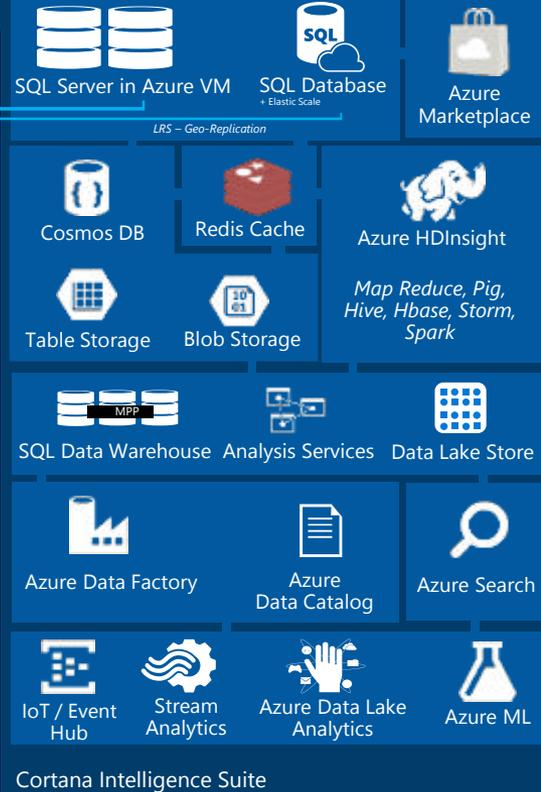 SQL
SQL Server in Azure VM
SQL Database
+ Elastic Scale
Azure
Marketplace
LRS – Geo-Replication
{ }
Cosmos DB
Redis Cache
Azure HDInsight
10
01
Table Storage
Blob Storage
Map Reduce, Pig,
Hive, Hbase, Storm,
Spark
MPP
SQL Data Warehouse
Analysis Services
Data Lake Store
Azure Data Factory
Azure
Data Catalog
Azure Search
IoT / Event
Hub
Stream
Analytics
Azure Data Lake
Analytics
Azure ML
Cortana Intelligence Suite